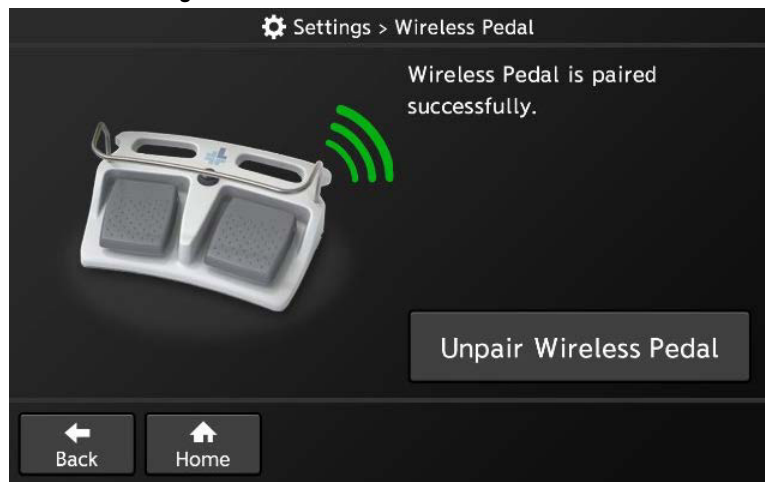 Settings > Wireless Pedal
Wireless Pedal is paired
successfully.
Unpair Wireless Pedal
Back
Home